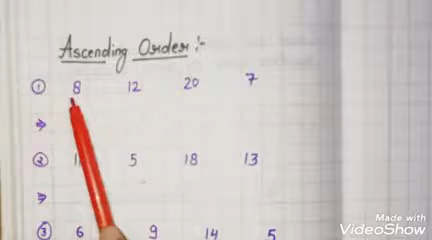 Ascending Order :-
① 8 12 20 7
⇒
② 5 18 13
⇒
③ 6 9 14 5
Made with
VideoShow